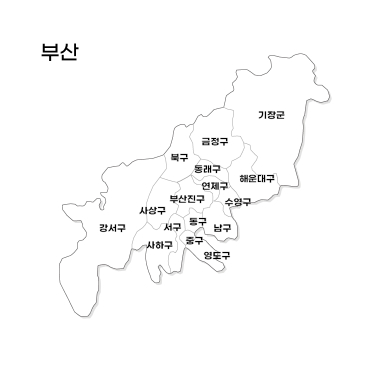 부산
기장군
금정구
북구
동래구
해운대구
연제구
부산진구
수영구
사상구
동구
강서구
서구
남구
중구
사하구
영도구